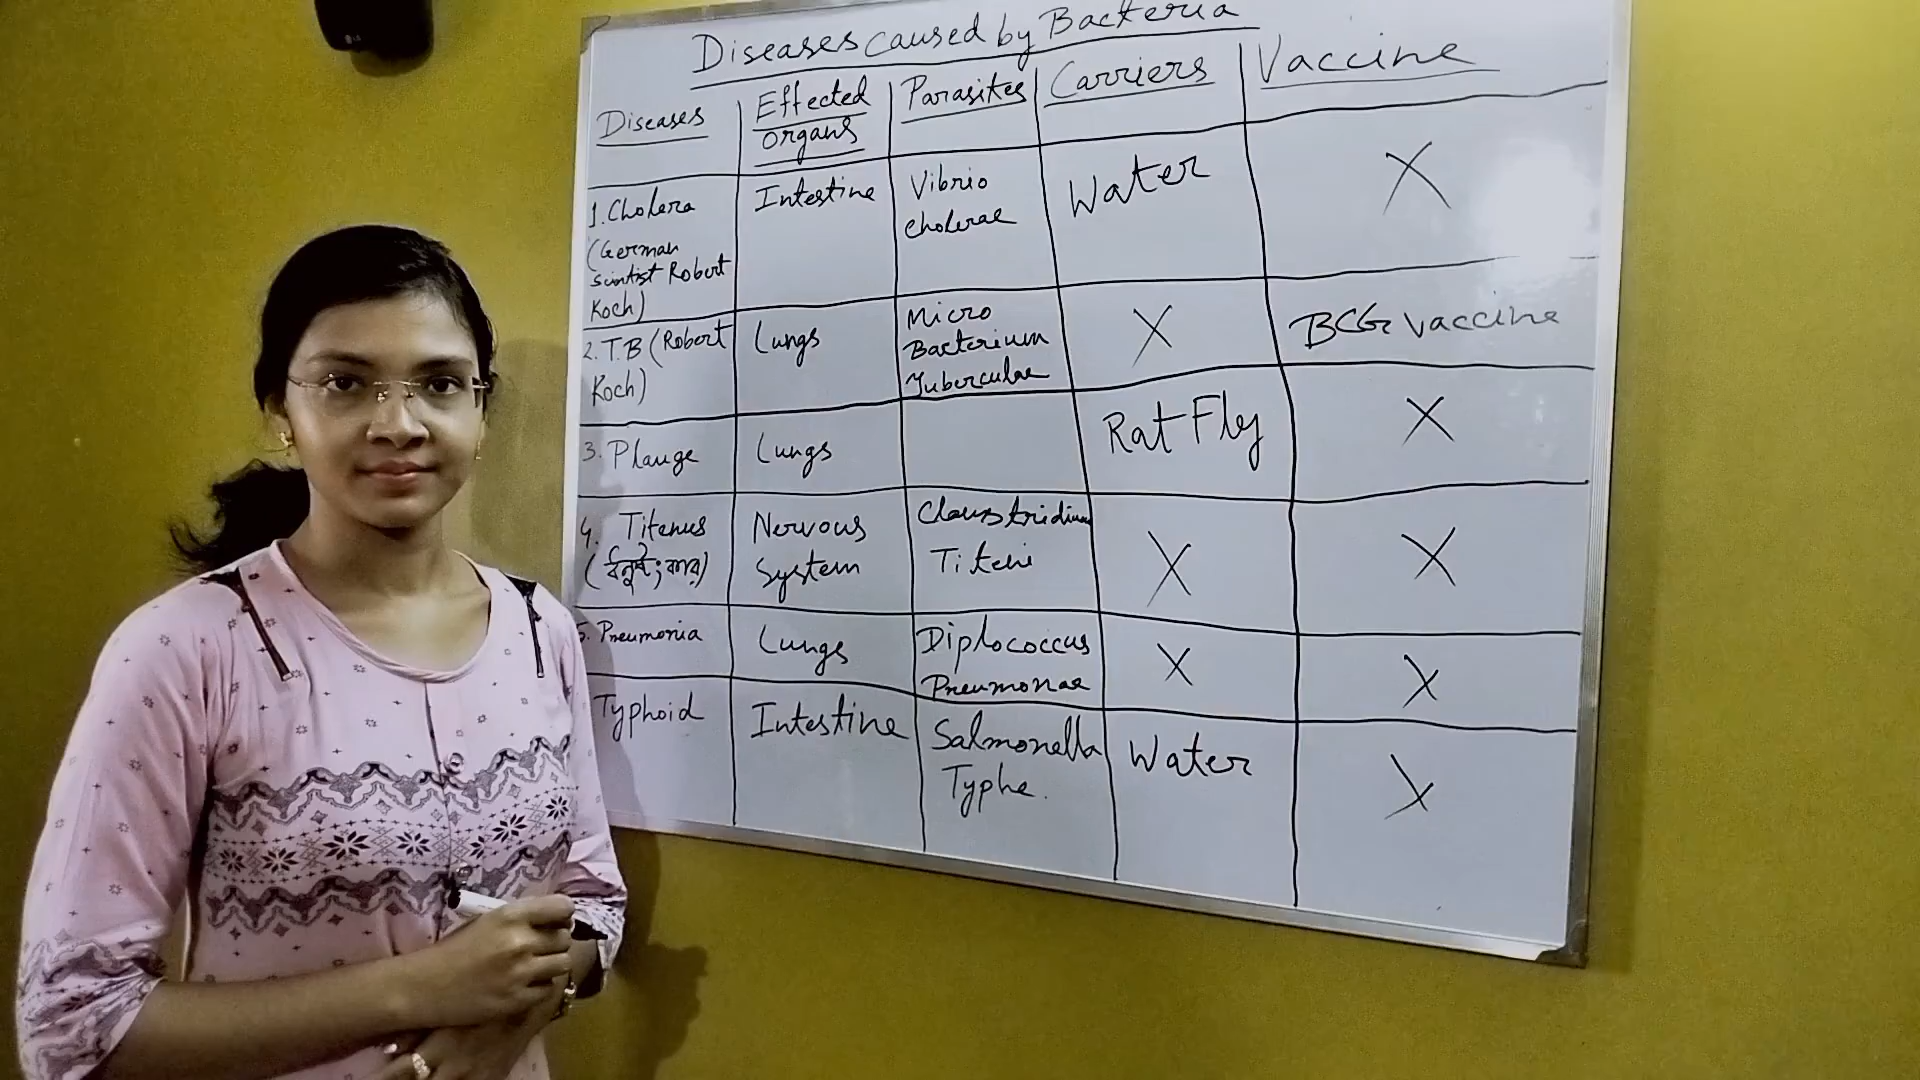 Diseases caused by Bacteria
Diseases
Effected
organs
Parasites
Carriers
Vaccine
1. Cholera
(German
scintist Robert
Koch)
Intestine
Vibrio
cholerae
Water
X
2. T.B (Robert
Koch)
Lungs
Micro
Bacterium
Tuberculae
X
BCG vaccine
3. Plauge
Lungs
Rat Fly
X
4. Titenus
Nervous
System
Claustridium
Titeni
X
X
5. Pneumonia
Lungs
Diplococcus
Pneumonae
X
X
Typhoid
Intestine
Salmonella
Typhe.
Water
X